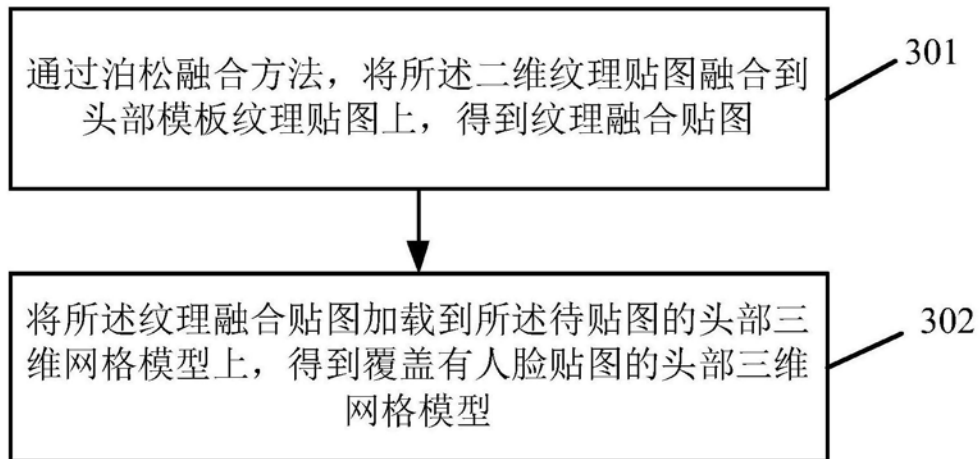 通过泊松融合方法，将所述二维纹理贴图融合到
头部模板纹理贴图上，得到纹理融合贴图
301
将所述纹理融合贴图加载到所述待贴图的头部三
维网格模型上，得到覆盖有人脸贴图的头部三维
网格模型
302